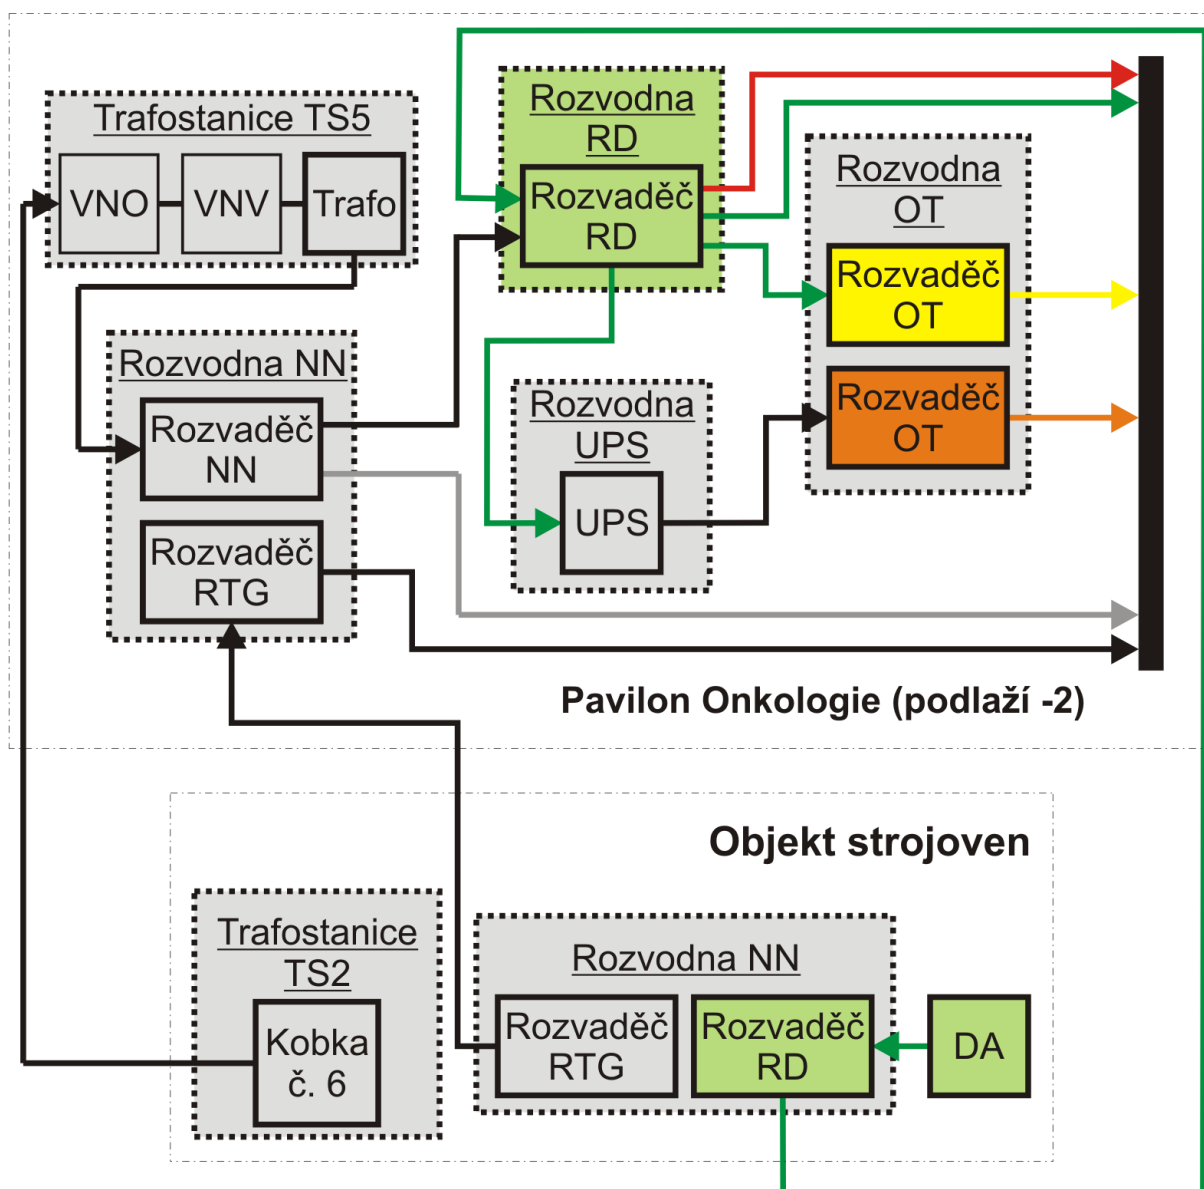 Trafostanice TS5
VNO
VNV
Trafo
Rozvodna
RD
Rozvaděč
RD
Rozvodna
OT
Rozvaděč
OT
Rozvaděč
OT
Rozvodna NN
Rozvaděč
NN
Rozvaděč
RTG
Rozvodna
UPS
UPS
Pavilon Onkologie (podlaží -2)
Objekt strojoven
Trafostanice
TS2
Kobka
č. 6
Rozvodna NN
Rozvaděč
RTG
Rozvaděč
RD
DA